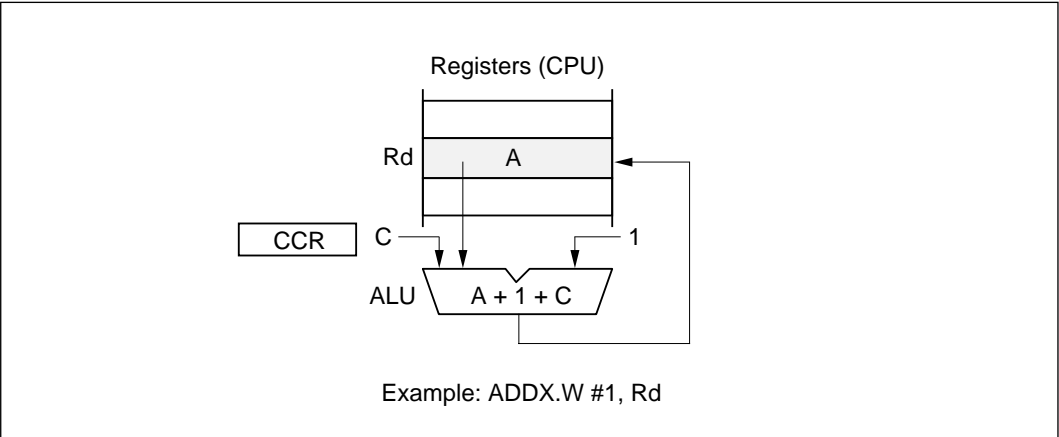 Registers (CPU)
Rd A
CCR C 1
ALU A + 1 + C
Example: ADDX.W #1, Rd